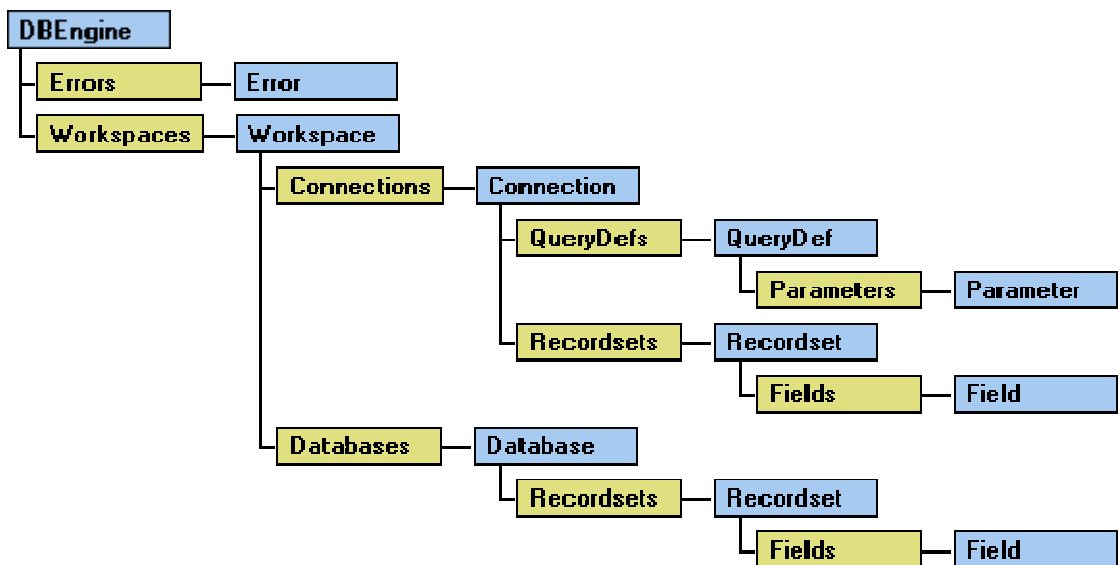 DBEngine
Errors Error
Workspaces Workspace
Connections Connection
QueryDefs QueryDef
Parameters Parameter
Recordsets Recordset
Fields Field
Databases Database
Recordsets Recordset
Fields Field